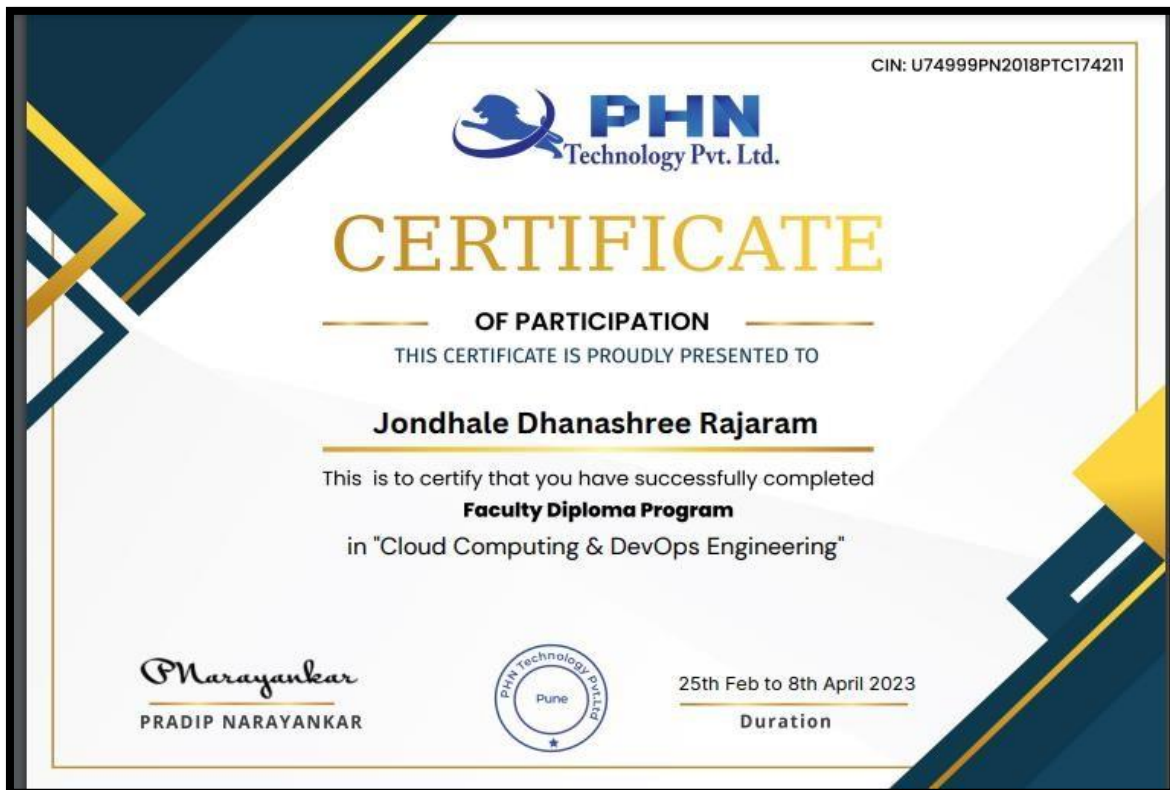 CIN: U74999PN2018PTC174211
PHN
Technology Pvt. Ltd.
CERTIFICATE
OF PARTICIPATION
THIS CERTIFICATE IS PROUDLY PRESENTED TO
Jondhale Dhanashree Rajaram
This is to certify that you have successfully completed
Faculty Diploma Program
in "Cloud Computing & DevOps Engineering"
PNarayankar
PRADIP NARAYANKAR
PHN Technology Pvt.Ltd
Pune
25th Feb to 8th April 2023
Duration